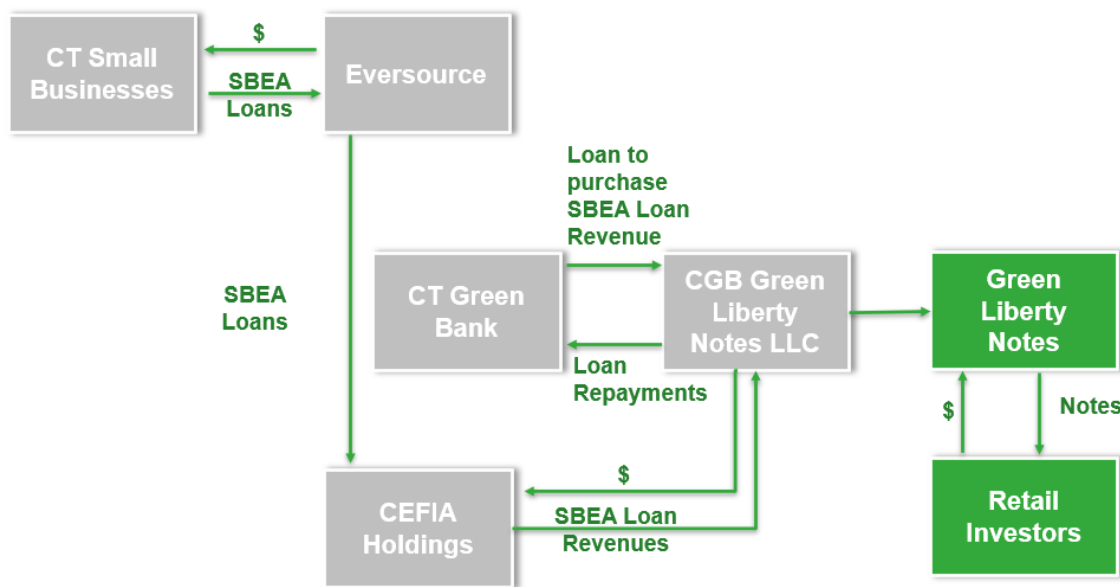 CT Small
Businesses
$
SBEA
Loans
Eversource
Loan to
purchase
SBEA Loan
Revenue
SBEA
Loans
CT Green
Bank
CGB Green
Liberty
Notes LLC
Green
Liberty
Notes
Loan
Repayments
$
Notes
CEFIA
Holdings
$
SBEA Loan
Revenues
Retail
Investors